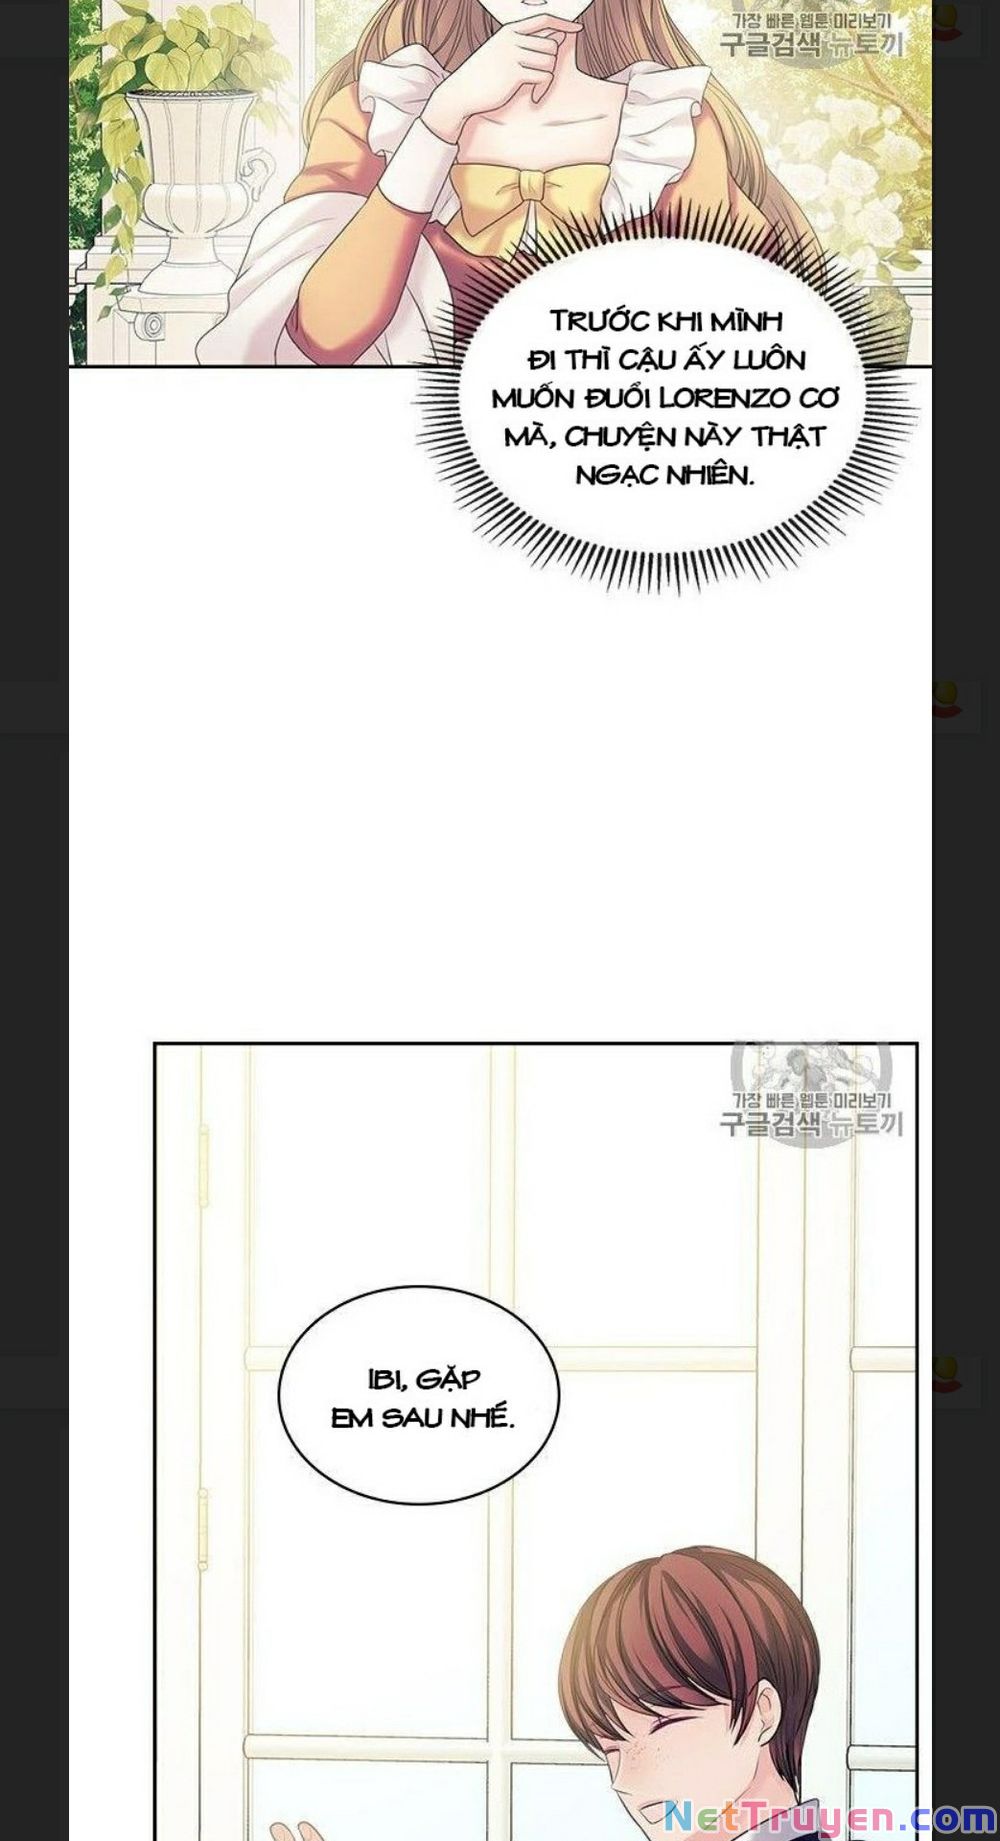 가장 빠른 웹툰 미리보기
구글검색 뉴토끼
TRƯỚC KHI MÌNH
ĐI THÌ CẬU ẤY LUÔN
MUỐN ĐUỔI LORENZO CƠ
MÀ, CHUYỆN NÀY THẬT
NGẠC NHIÊN.
가장 빠른 웹툰 미리보기
구글검색 뉴토끼
IBI, GẶP
EM SAU NHÉ.
NetTruyen.com